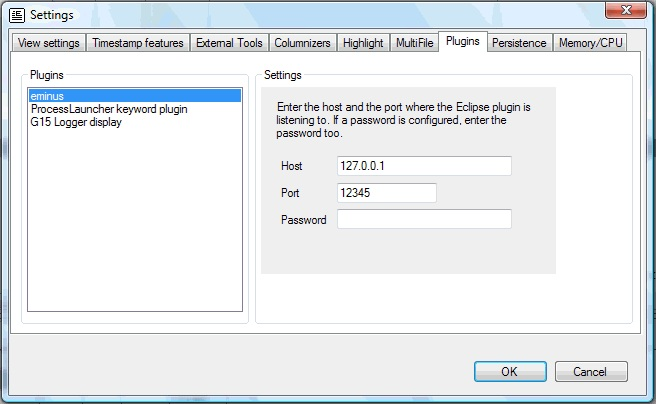 Settings
View settings Timestamp features External Tools Columnizers Highlight MultiFile Plugins Persistence Memory/CPU
Plugins
eminus
ProcessLauncher keyword plugin
G15 Logger display
Settings
Enter the host and the port where the Eclipse plugin is
listening to. If a password is configured, enter the
password too.
Host 127.0.0.1
Port 12345
Password
OK Cancel